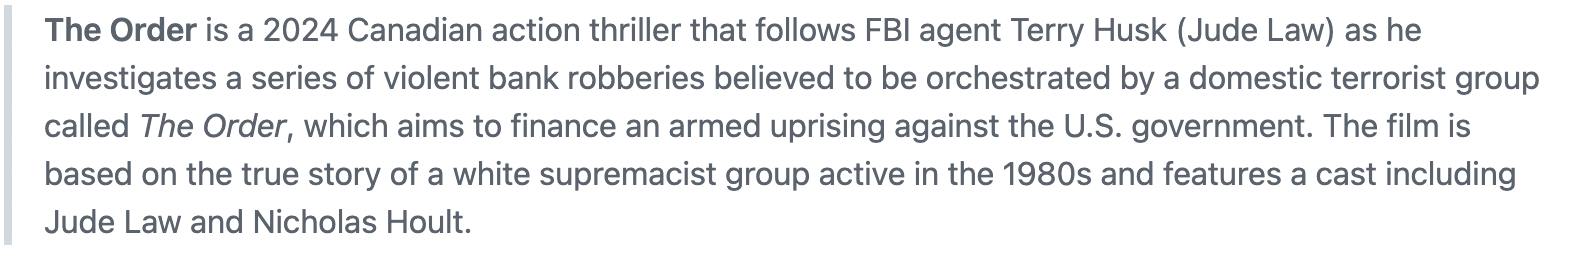 The Order is a 2024 Canadian action thriller that follows FBI agent Terry Husk (Jude Law) as he
investigates a series of violent bank robberies believed to be orchestrated by a domestic terrorist group
called The Order, which aims to finance an armed uprising against the U.S. government. The film is
based on the true story of a white supremacist group active in the 1980s and features a cast including
Jude Law and Nicholas Hoult.